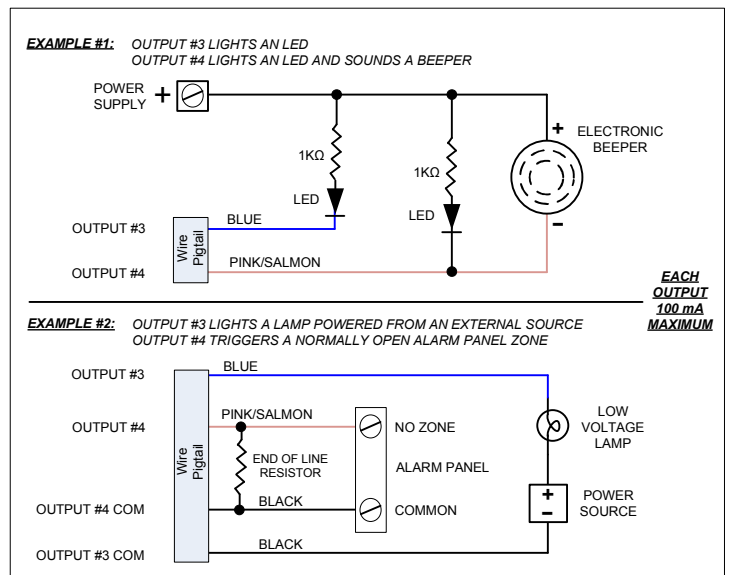 EXAMPLE #1: OUTPUT #3 LIGHTS AN LED
OUTPUT #4 LIGHTS AN LED AND SOUNDS A BEEPER
POWER
SUPPLY
+
+
ELECTRONIC
BEEPER
1KΩ
1KΩ
LED
LED
-
OUTPUT #3
BLUE
Wire
Pigtail
OUTPUT #4
PINK/SALMON
EACH
OUTPUT
100 mA
MAXIMUM
EXAMPLE #2: OUTPUT #3 LIGHTS A LAMP POWERED FROM AN EXTERNAL SOURCE
OUTPUT #4 TRIGGERS A NORMALLY OPEN ALARM PANEL ZONE
OUTPUT #3
BLUE
OUTPUT #4
PINK/SALMON
NO ZONE
LOW
VOLTAGE
LAMP
Wire
Pigtail
END OF LINE
RESISTOR
ALARM PANEL
OUTPUT #4 COM
BLACK
COMMON
+
-
POWER
SOURCE
OUTPUT #3 COM
BLACK